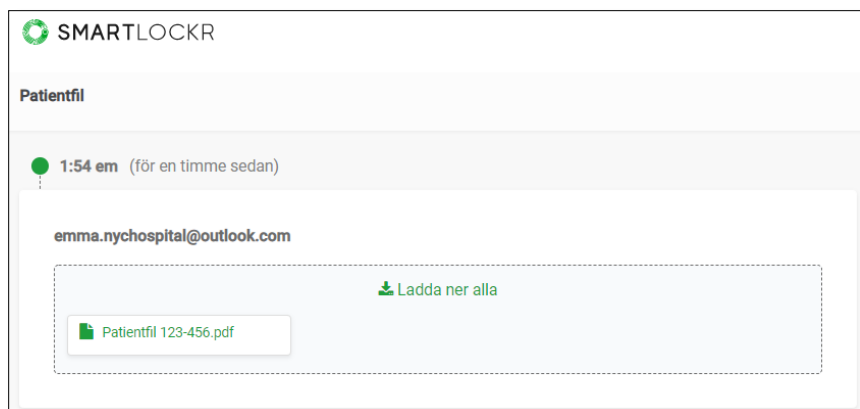 SMARTLOCKR
Patientfil
1:54 em (för en timme sedan)
emma.nychospital@outlook.com
Ladda ner alla
Patientfil 123-456.pdf